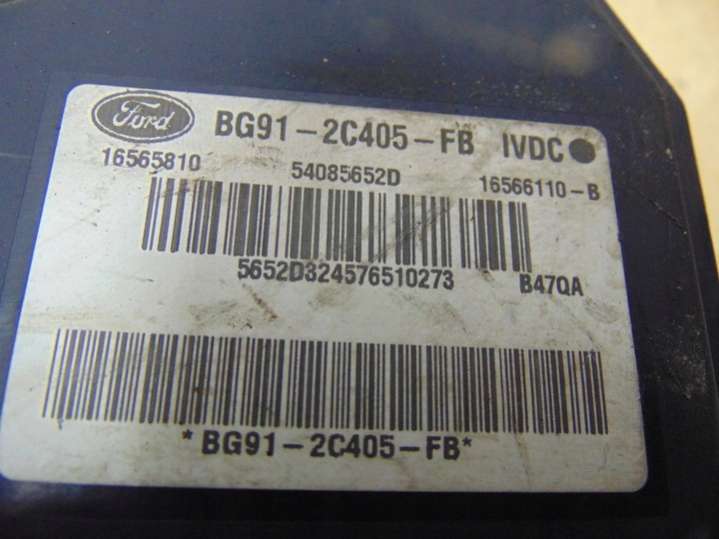 Ford BG91-2C405-FB IVDC
16565810 54085652D 16566110-B
5652D324576510273 B47QA
*BG91-2C405-FB*